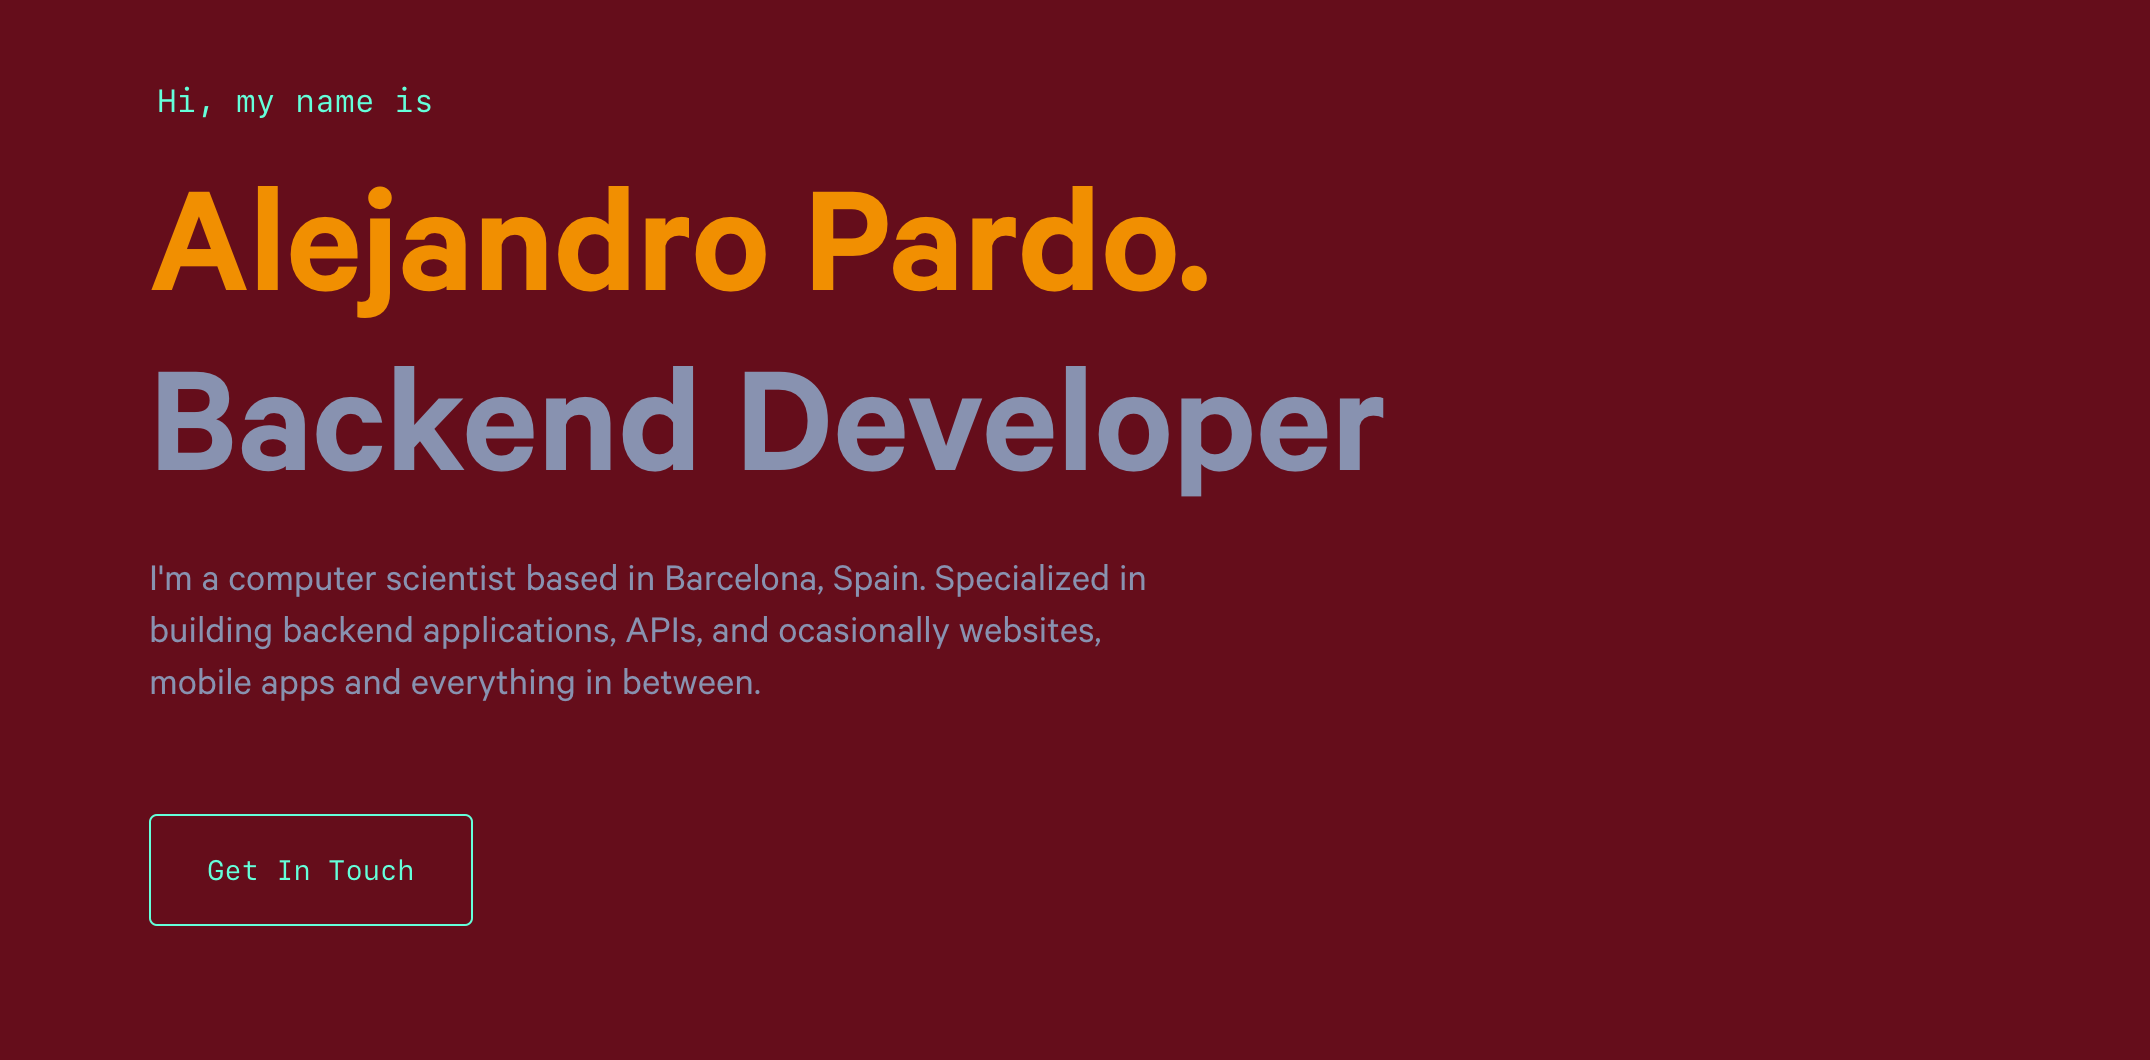 Hi, my name is
Alejandro Pardo.
Backend Developer
I'm a computer scientist based in Barcelona, Spain. Specialized in
building backend applications, APIs, and ocasionally websites,
mobile apps and everything in between.
Get In Touch